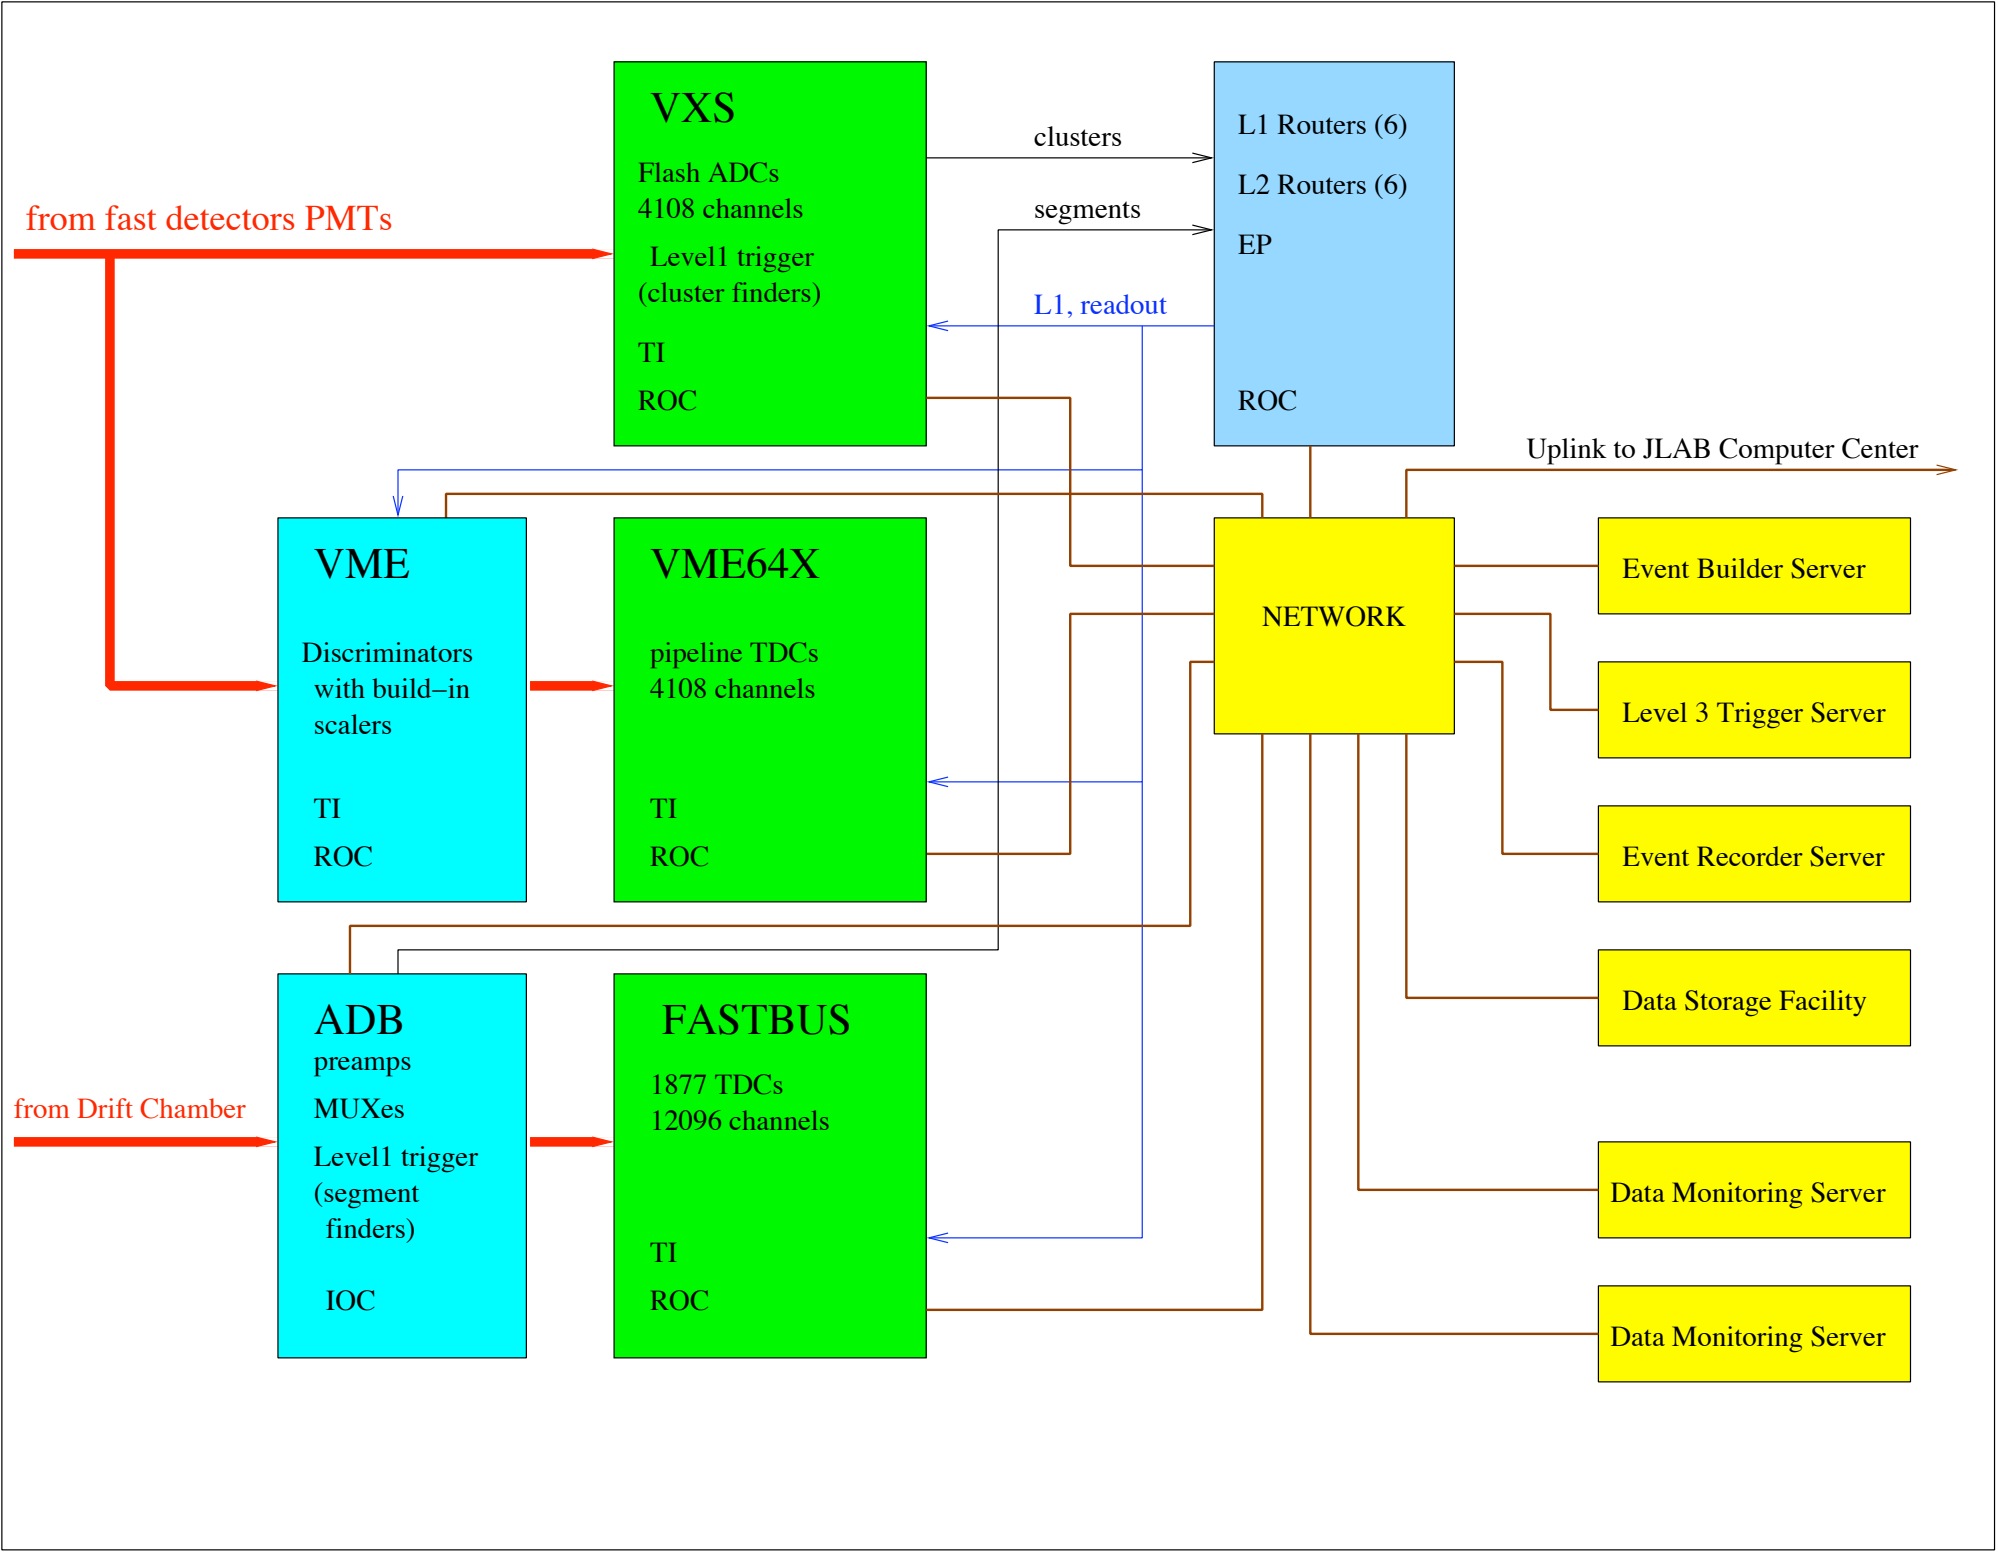 VXS
Flash ADCs
4108 channels
Level1 trigger
(cluster finders)
TI
ROC
clusters
segments
L1, readout
L1 Routers (6)
L2 Routers (6)
EP
ROC
from fast detectors PMTs
Uplink to JLAB Computer Center
VME
Discriminators
with build−in
scalers
TI
ROC
VME64X
pipeline TDCs
4108 channels
TI
ROC
NETWORK
Event Builder Server
Level 3 Trigger Server
Event Recorder Server
Data Storage Facility
Data Monitoring Server
Data Monitoring Server
from Drift Chamber
ADB
preamps
MUXes
Level1 trigger
(segment
finders)
IOC
FASTBUS
1877 TDCs
12096 channels
TI
ROC